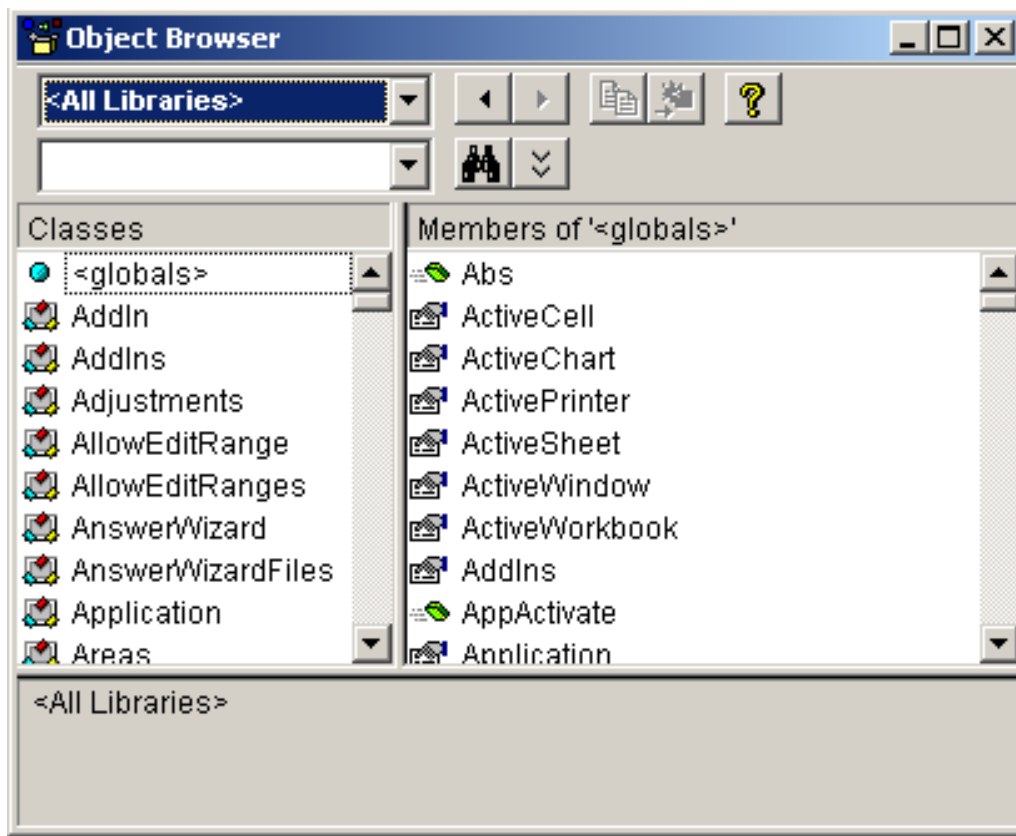 Object Browser
<All Libraries>
Classes
Members of '<globals>'
<globals>
AddIn
AddIns
Adjustments
AllowEditRange
AllowEditRanges
AnswerWizard
AnswerWizardFiles
Application
Areas
Abs
ActiveCell
ActiveChart
ActivePrinter
ActiveSheet
ActiveWindow
ActiveWorkbook
AddIns
AppActivate
Application
<All Libraries>